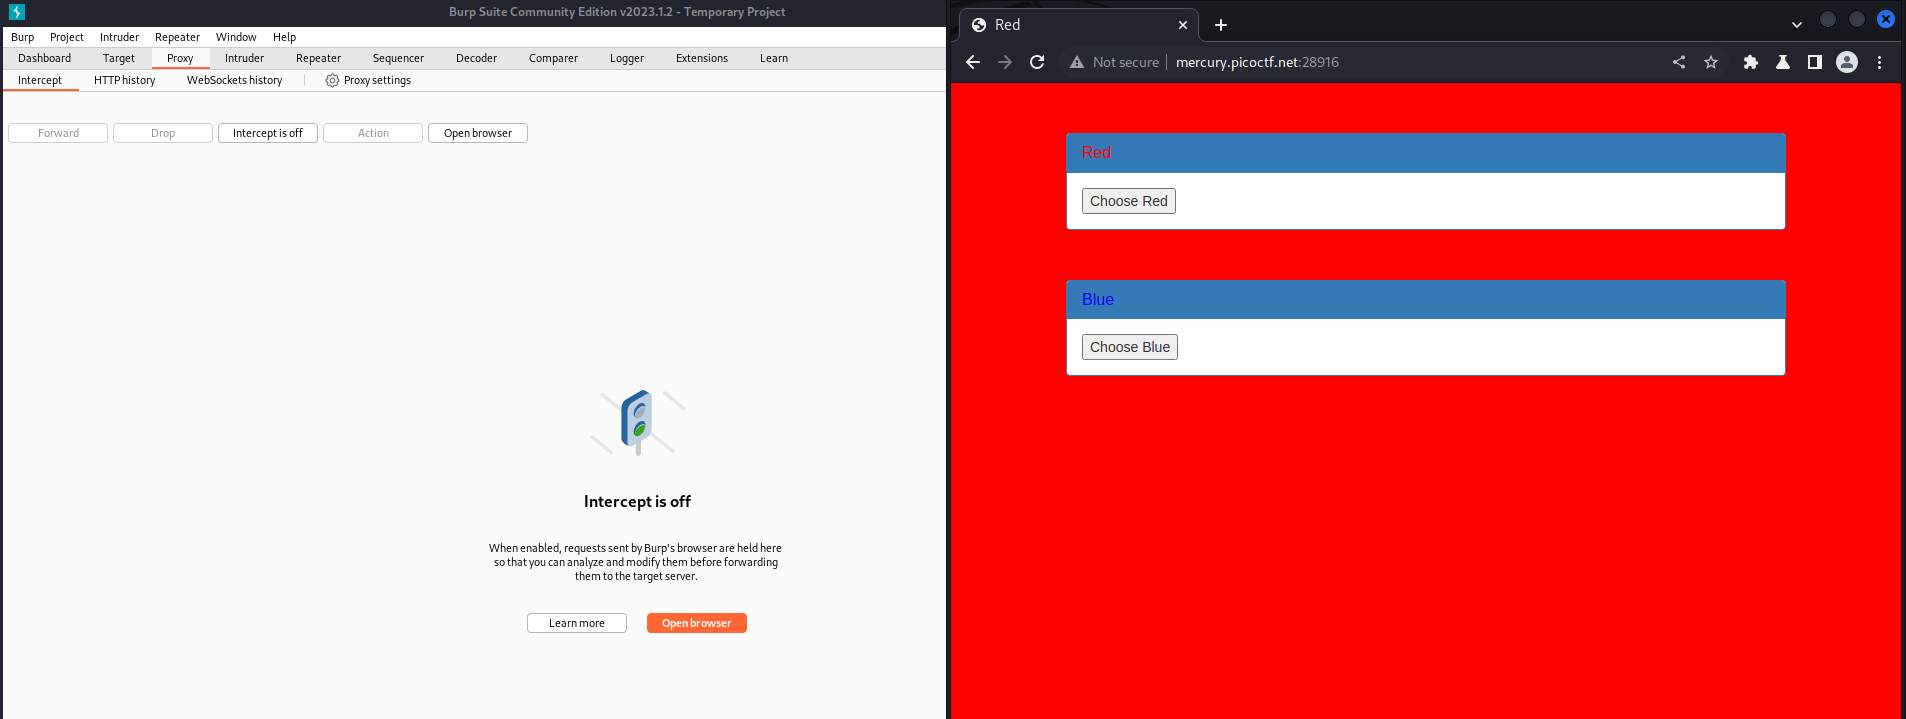 Burp Suite Community Edition v2023.1.2 - Temporary Project
Burp Project Intruder Repeater Window Help
Dashboard Target Proxy Intruder Repeater Sequencer Decoder Comparer Logger Extensions Learn
Intercept HTTP history WebSockets history Proxy settings
Forward Drop Intercept is off Action Open browser
Intercept is off
When enabled, requests sent by Burp's browser are held here
so that you can analyze and modify them before forwarding
them to the target server.
Learn more Open browser
Red
Not secure mercury.picoctf.net:28916
Red
Choose Red
Blue
Choose Blue